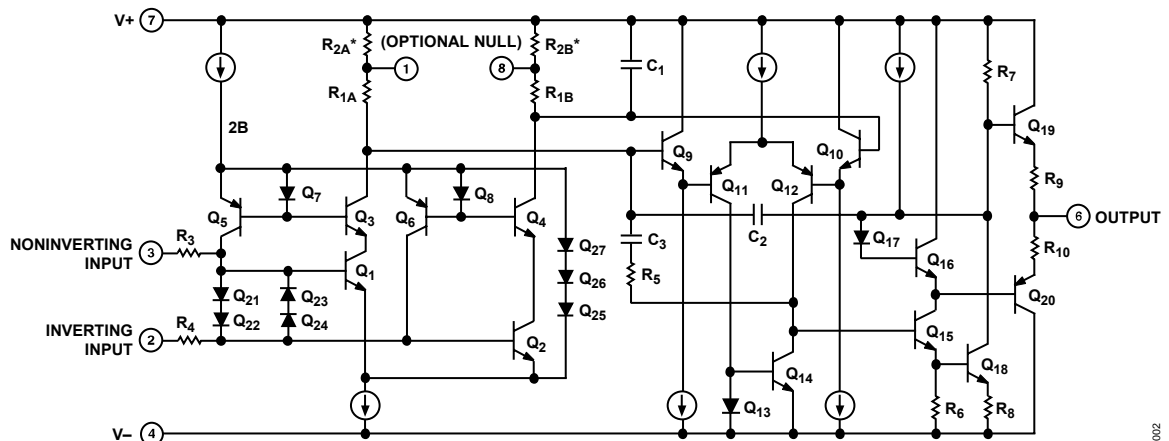 V+ 7
R2A*
(OPTIONAL NULL)
R2B*
1
8
R1A
R1B
C1
R7
2B
Q19
Q9
Q10
Q7
Q8
Q11
Q12
R9
Q5
Q3
Q6
Q4
6 OUTPUT
C2
NONINVERTING
INPUT
3
R3
Q27
C3
Q17
R10
Q1
Q16
Q26
R5
Q21
Q23
Q20
Q22
Q24
Q25
INVERTING
INPUT
2
R4
Q2
Q15
Q14
Q18
Q13
R6
R8
V– 4
002